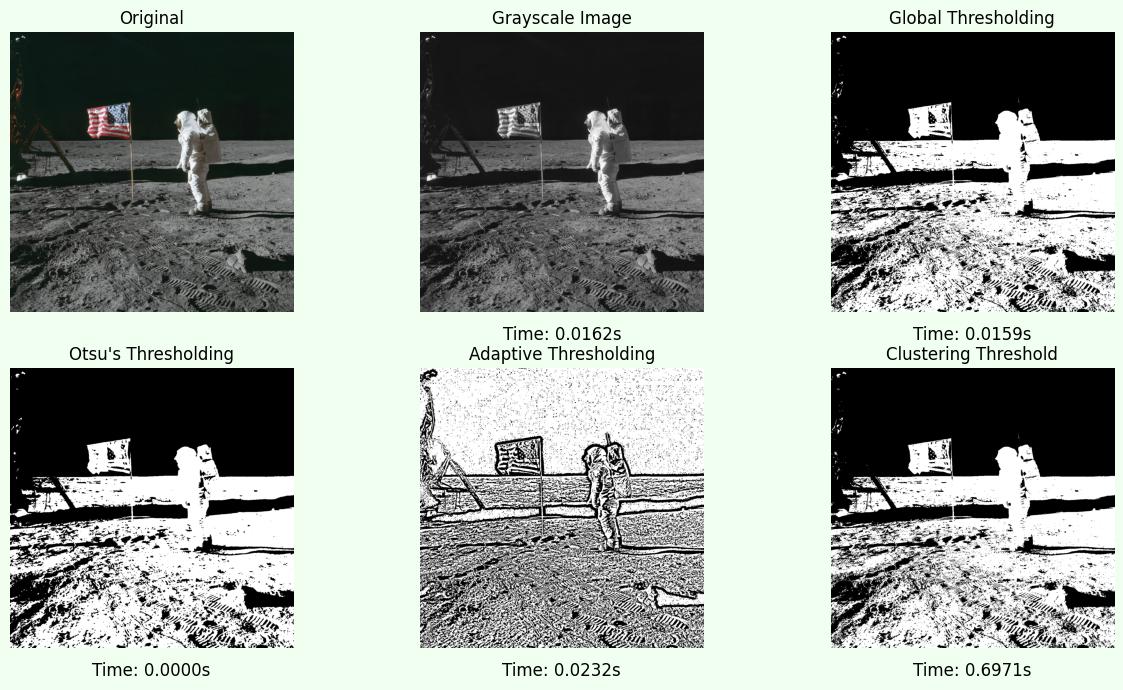 Original
Grayscale Image
Global Thresholding
Time: 0.0162s
Time: 0.0159s
Otsu's Thresholding
Adaptive Thresholding
Clustering Threshold
Time: 0.0000s
Time: 0.0232s
Time: 0.6971s